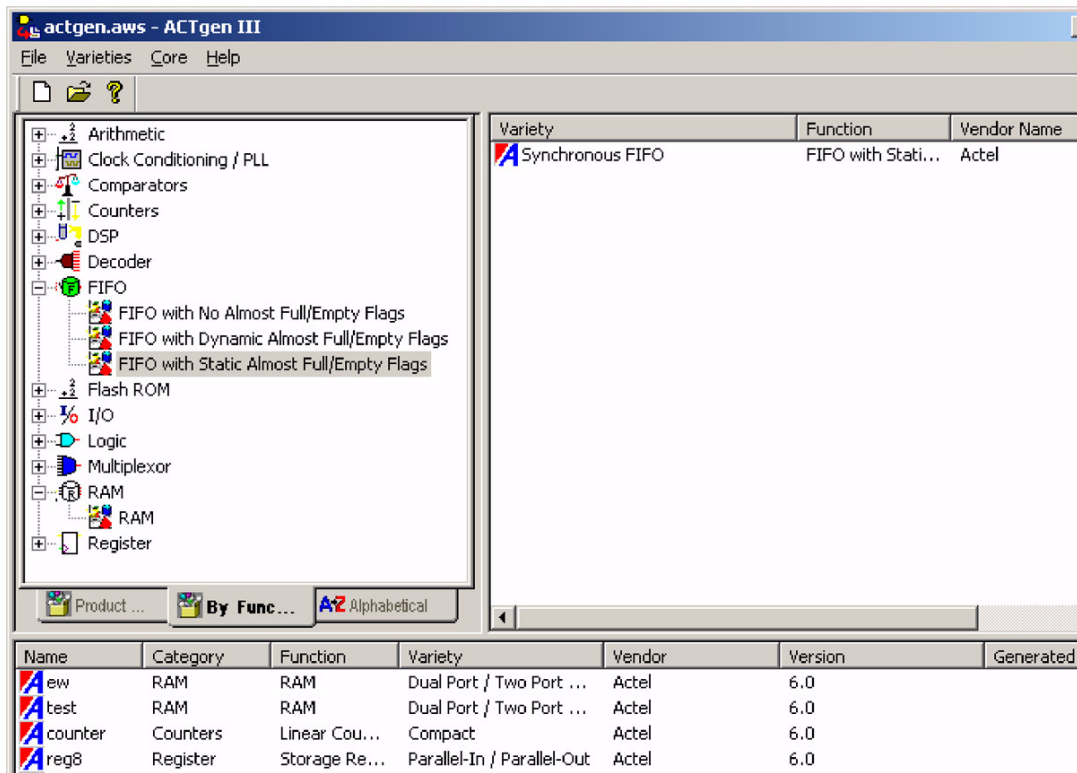 actgen.aws - ACTgen III
File Varieties Core Help
Arithmetic
Clock Conditioning / PLL
Comparators
Counters
DSP
Decoder
FIFO
FIFO with No Almost Full/Empty Flags
FIFO with Dynamic Almost Full/Empty Flags
FIFO with Static Almost Full/Empty Flags
Flash ROM
I/O
Logic
Multiplexor
RAM
RAM
Register
Product ... By Func... Alphabetical
Variety Function Vendor Name
Synchronous FIFO FIFO with Stati... Actel
Name Category Function Variety Vendor Version Generated
ew RAM RAM Dual Port / Two Port ... Actel 6.0
test RAM RAM Dual Port / Two Port ... Actel 6.0
counter Counters Linear Cou... Compact Actel 6.0
reg8 Register Storage Re... Parallel-In / Parallel-Out Actel 6.0